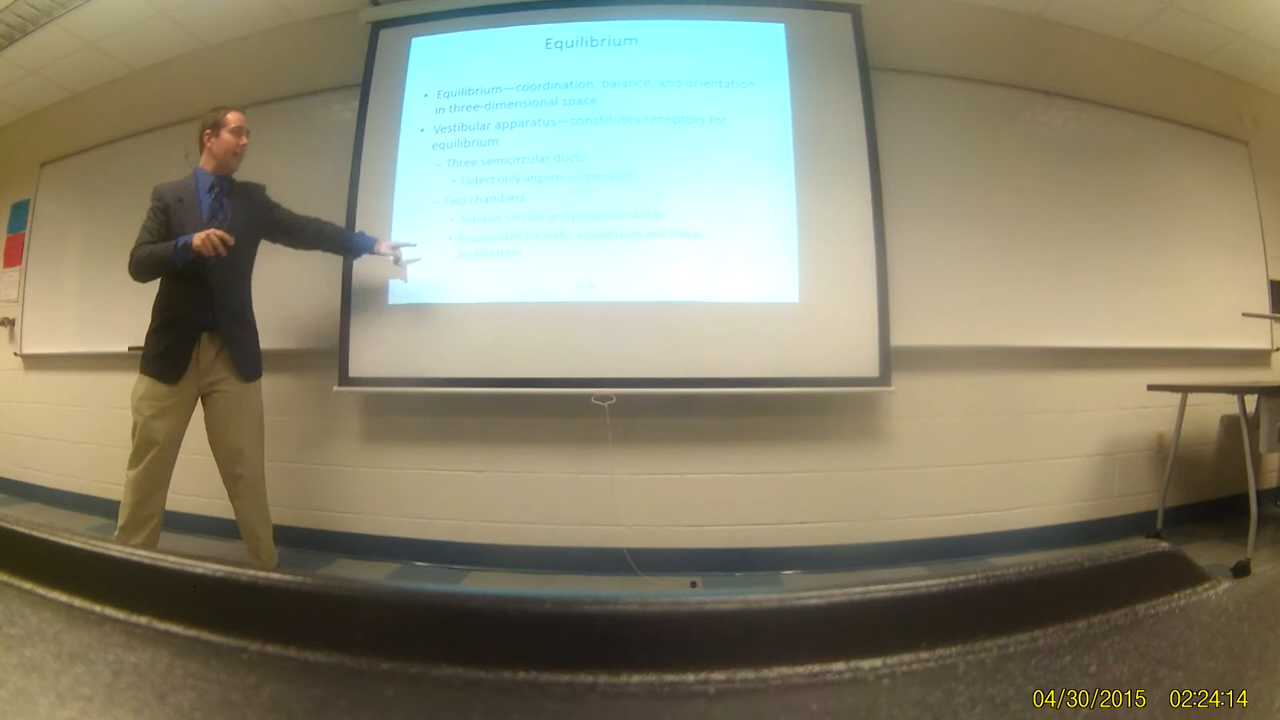 Equilibrium
• Equilibrium—coordination, balance, and orientation
in three-dimensional space
• Vestibular apparatus—constitutes receptors for
equilibrium
– Three semicircular ducts
• Detect only angular acceleration
– Two chambers
• Anterior saccule and posterior utricle
• Responsible for static equilibrium and linear
acceleration
04/30/2015 02:24:14